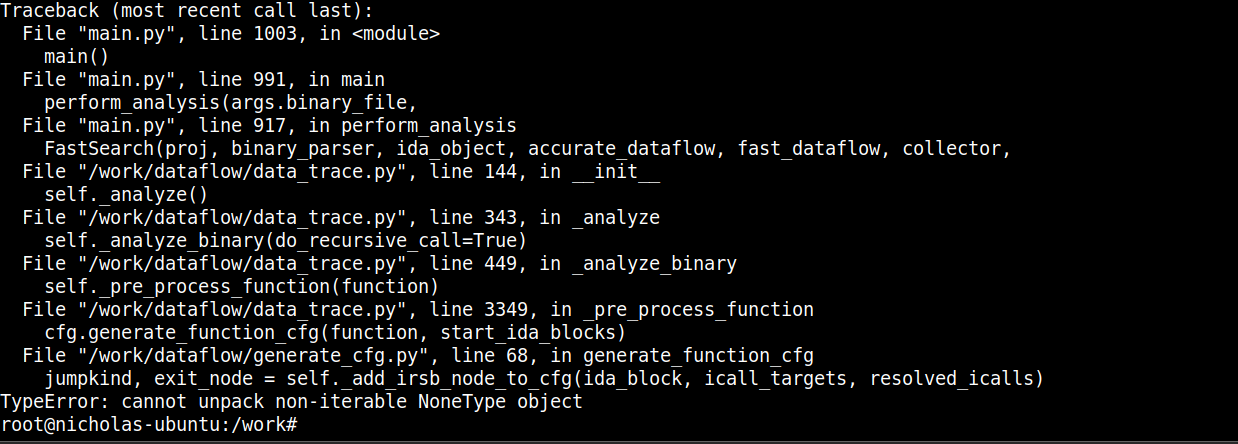 Traceback (most recent call last):
  File "main.py", line 1003, in <module>
    main()
  File "main.py", line 991, in main
    perform_analysis(args.binary_file,
  File "main.py", line 917, in perform_analysis
    FastSearch(proj, binary_parser, ida_object, accurate_dataflow, fast_dataflow, collector,
  File "/work/dataflow/data_trace.py", line 144, in __init__
    self._analyze()
  File "/work/dataflow/data_trace.py", line 343, in _analyze
    self._analyze_binary(do_recursive_call=True)
  File "/work/dataflow/data_trace.py", line 449, in _analyze_binary
    self._pre_process_function(function)
  File "/work/dataflow/data_trace.py", line 3349, in _pre_process_function
    cfg.generate_function_cfg(function, start_ida_blocks)
  File "/work/dataflow/generate_cfg.py", line 68, in generate_function_cfg
    jumpkind, exit_node = self._add_irsb_node_to_cfg(ida_block, icall_targets, resolved_icalls)
TypeError: cannot unpack non-iterable NoneType object
root@nicholas-ubuntu:/work#